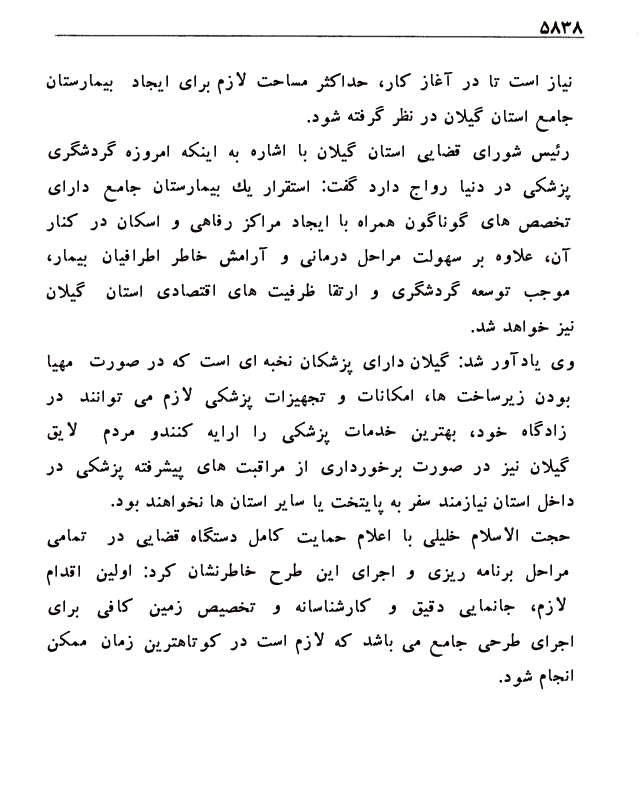 ۵۸۳۸
نیاز است تا در آغاز کار، حداکثر مساحت لازم برای ایجاد بیمارستان
جامع استان گیلان در نظر گرفته شود.
رئیس شورای قضایی استان گیلان با اشاره به اینکه امروزه گردشگری
پزشکی در دنیا رواج دارد گفت: استقرار یك بیمارستان جامع دارای
تخصص های گوناگون همراه با ایجاد مراکز رفاهی و اسکان در کنار
آن، علاوه بر سهولت مراحل درمانی و آرامش خاطر اطرافیان بیمار،
موجب توسعه گردشگری و ارتقا ظرفیت های اقتصادی استان گیلان
نیز خواهد شد.
وی یادآور شد: گیلان دارای پزشکان نخبه ای است که در صورت مهیا
بودن زیرساخت ها، امکانات و تجهیزات پزشکی لازم می توانند در
زادگاه خود، بهترین خدمات پزشکی را ارایه کنندو مردم لایق
گیلان نیز در صورت برخورداری از مراقبت های پیشرفته پزشکی در
داخل استان نیازمند سفر به پایتخت یا سایر استان ها نخواهند بود.
حجت الاسلام خلیلی با اعلام حمایت کامل دستگاه قضایی در تمامی
مراحل برنامه ریزی و اجرای این طرح خاطرنشان کرد: اولین اقدام
لازم، جانمایی دقیق و کارشناسانه و تخصیص زمین کافی برای
اجرای طرحی جامع می باشد که لازم است در کوتاهترین زمان ممکن
انجام شود.